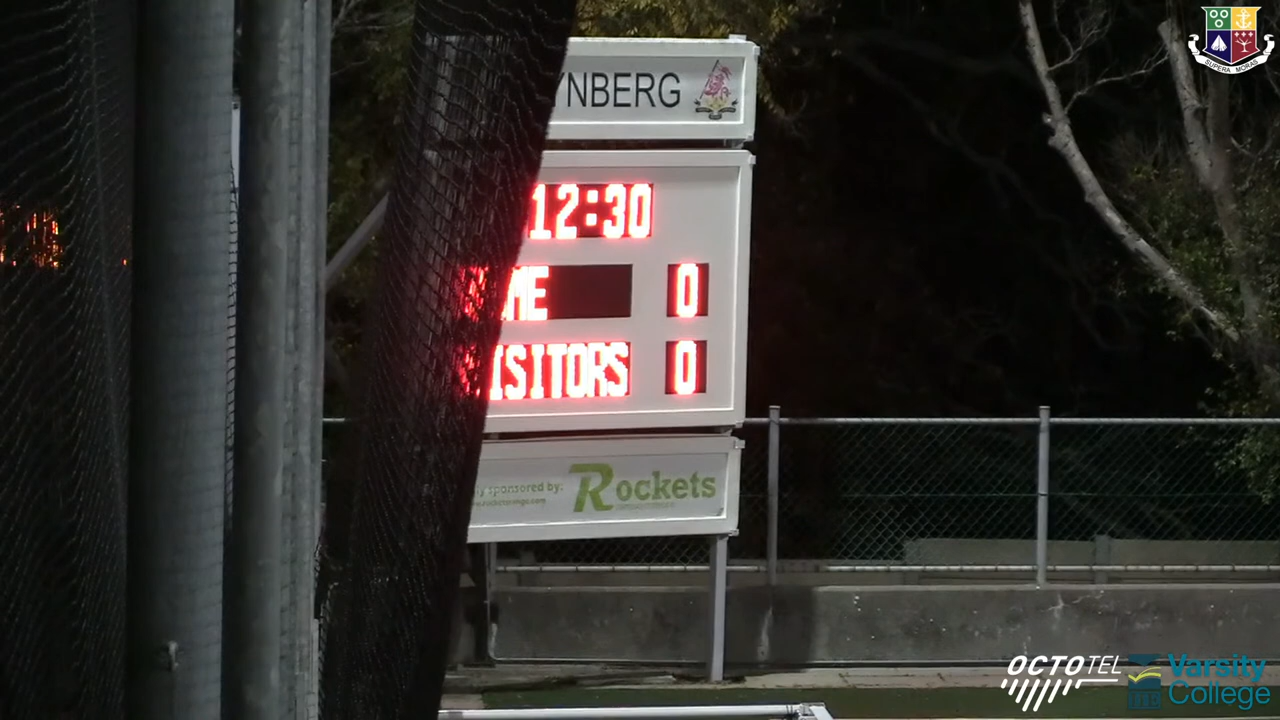 YNBERG
12:30
ME 0
ISITORS 0
sponsored by:
Rockets
SUPERA MORAS
OCTOTEL
Varsity
College